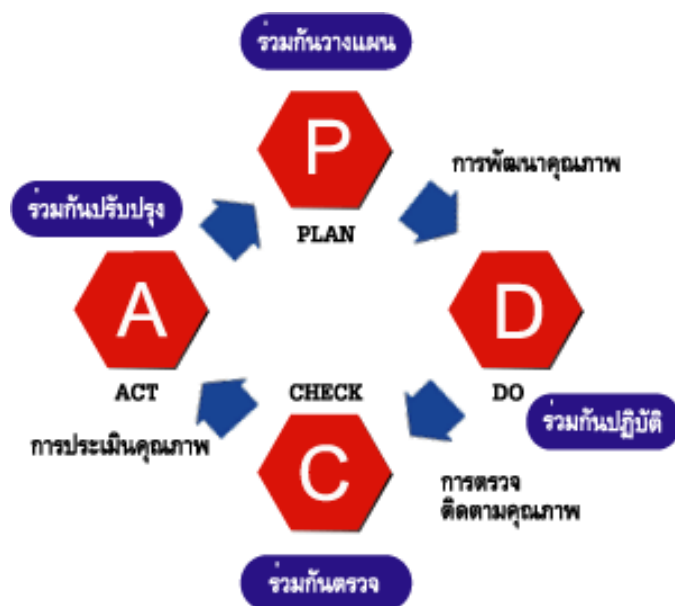 ร่วมกันวางแผน
P
PLAN
การพัฒนาคุณภาพ
ร่วมกันปรับปรุง
A
ACT
D
DO
ร่วมกันปฏิบัติ
CHECK
C
การประเมินคุณภาพ
การตรวจ
ติดตามคุณภาพ
ร่วมกันตรวจ